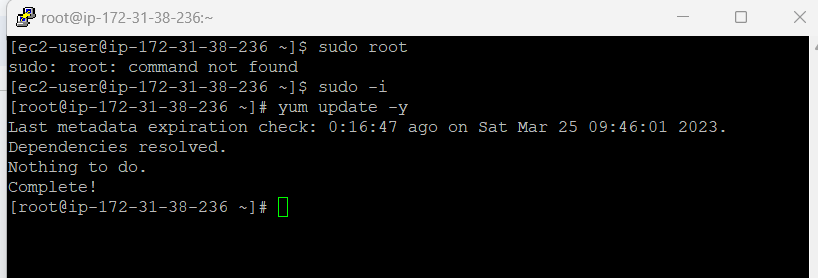 root@ip-172-31-38-236:~
[ec2-user@ip-172-31-38-236 ~]$ sudo root
sudo: root: command not found
[ec2-user@ip-172-31-38-236 ~]$ sudo -i
[root@ip-172-31-38-236 ~]# yum update -y
Last metadata expiration check: 0:16:47 ago on Sat Mar 25 09:46:01 2023.
Dependencies resolved.
Nothing to do.
Complete!
[root@ip-172-31-38-236 ~]#